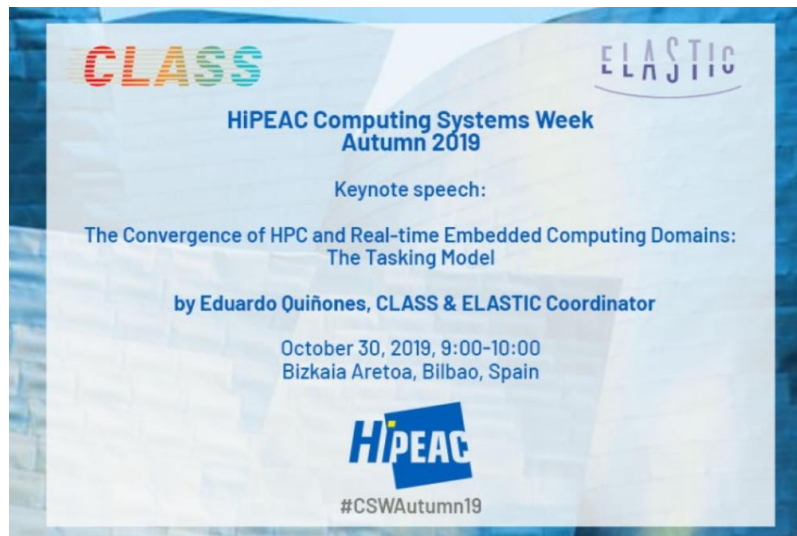 CLASS
ELASTIC
HiPEAC Computing Systems Week
Autumn 2019
Keynote speech:
The Convergence of HPC and Real-time Embedded Computing Domains:
The Tasking Model
by Eduardo Quiñones, CLASS & ELASTIC Coordinator
October 30, 2019, 9:00-10:00
Bizkaia Aretoa, Bilbao, Spain
HiPEAC
#CSWAutumn19